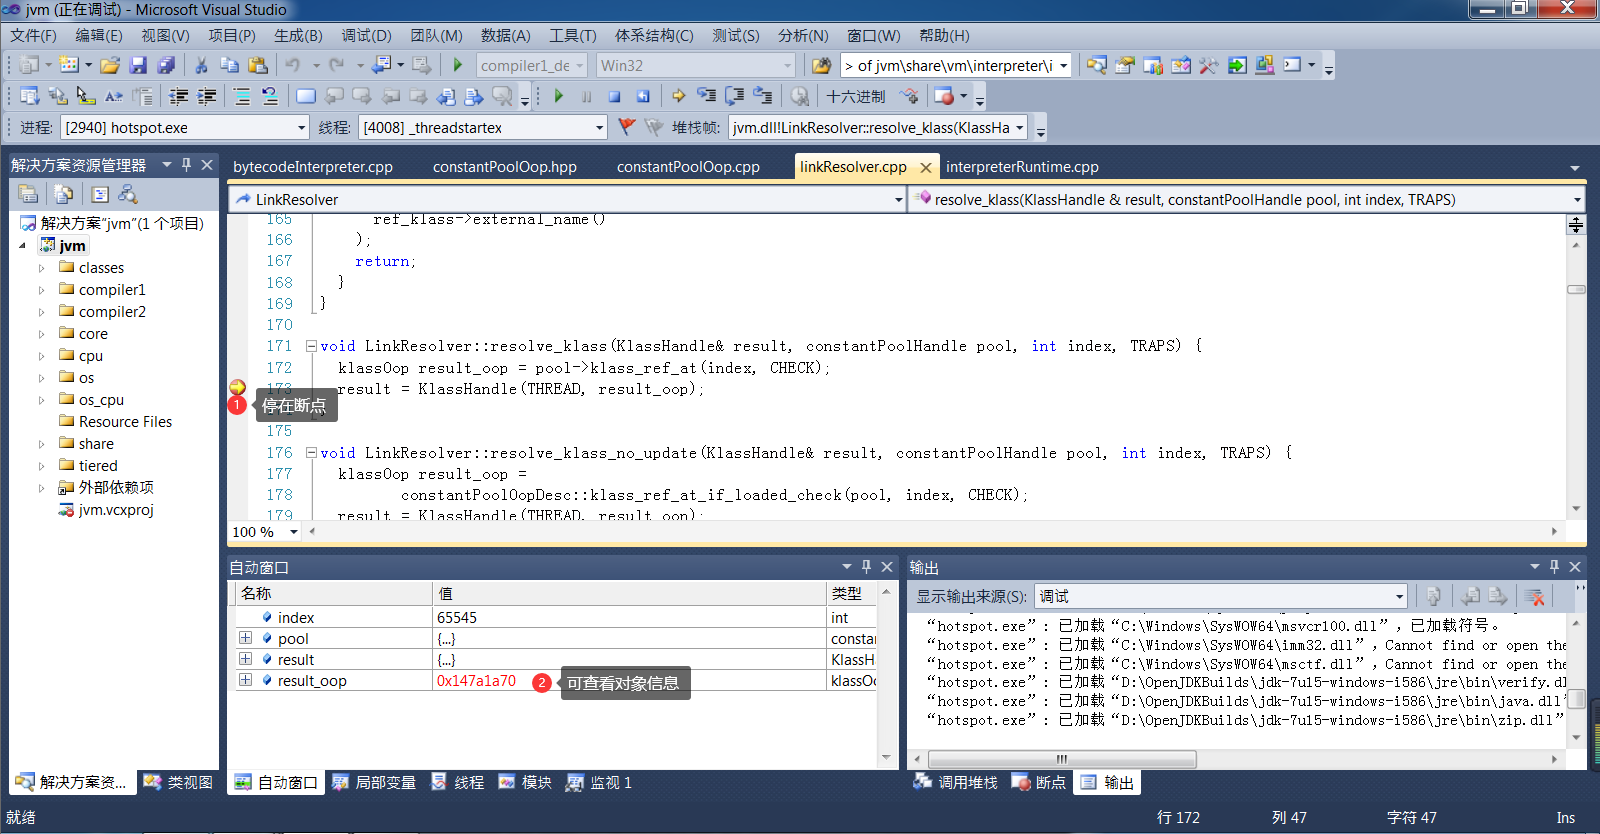 jvm (正在调试) - Microsoft Visual Studio
文件(F) 编辑(E) 视图(V) 项目(P) 生成(B) 调试(D) 团队(M) 数据(A) 工具(T) 体系结构(C) 测试(S) 分析(N) 窗口(W) 帮助(H)
compiler1_de Win32 > of jvm\share\vm\interpreter\i
十六进制
进程: [2940] hotspot.exe 线程: [4008] _threadstartex 堆栈帧: jvm.dll!LinkResolver::resolve_klass(KlassHa
解决方案资源管理器
bytecodeInterpreter.cpp constantPoolOop.hpp constantPoolOop.cpp linkResolver.cpp interpreterRuntime.cpp
LinkResolver resolve_klass(KlassHandle & result, constantPoolHandle pool, int index, TRAPS)
解决方案"jvm"(1 个项目)
jvm
classes
compiler1
compiler2
core
cpu
os
os_cpu
Resource Files
share
tiered
外部依赖项
jvm.vcxproj
165 ref_klass->external_name()
166 );
167 return;
168 }
169 }
170
171 void LinkResolver::resolve_klass(KlassHandle& result, constantPoolHandle pool, int index, TRAPS) {
172 klassOop result_oop = pool->klass_ref_at(index, CHECK);
173 result = KlassHandle(THREAD, result_oop);
1 停在断点
175
176 void LinkResolver::resolve_klass_no_update(KlassHandle& result, constantPoolHandle pool, int index, TRAPS) {
177 klassOop result_oop =
178 constantPoolOopDesc::klass_ref_at_if_loaded_check(pool, index, CHECK);
179 result = KlassHandle(THREAD, result_oop);
100 %
自动窗口
名称 值 类型
index 65545 int
pool {...} constar
result {...} KlassH
result_oop 0x147a1a70 klassOc
2 可查看对象信息
输出
显示输出来源(S): 调试
“hotspot.exe”: 已加载“C:\Windows\SysWOW64\msvcr100.dll”，已加载符号。
“hotspot.exe”: 已加载“C:\Windows\SysWOW64\imm32.dll”，Cannot find or open the
“hotspot.exe”: 已加载“C:\Windows\SysWOW64\msctf.dll”，Cannot find or open the
“hotspot.exe”: 已加载“D:\OpenJDKBuilds\jdk-7u15-windows-i586\jre\bin\verify.dl
“hotspot.exe”: 已加载“D:\OpenJDKBuilds\jdk-7u15-windows-i586\jre\bin\java.dll”
“hotspot.exe”: 已加载“D:\OpenJDKBuilds\jdk-7u15-windows-i586\jre\bin\zip.dll”
解决方案资... 类视图 自动窗口 局部变量 线程 模块 监视 1 调用堆栈 断点 输出
就绪 行 172 列 47 字符 47 Ins